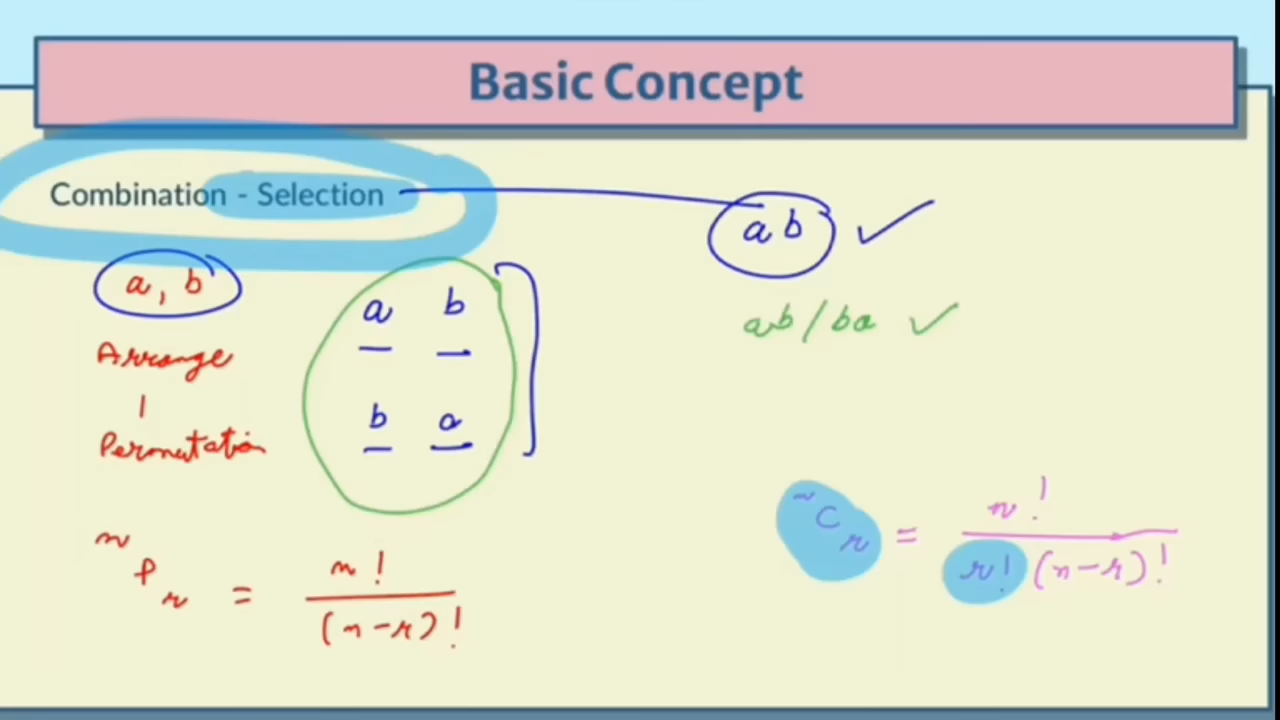 Basic Concept
Combination - Selection
a b
a, b
a b
ab/ba
Arrange
b a
Permutation
ⁿCᵣ = n! / r!(n-r)!
ⁿPᵣ = n! / (n-r)!